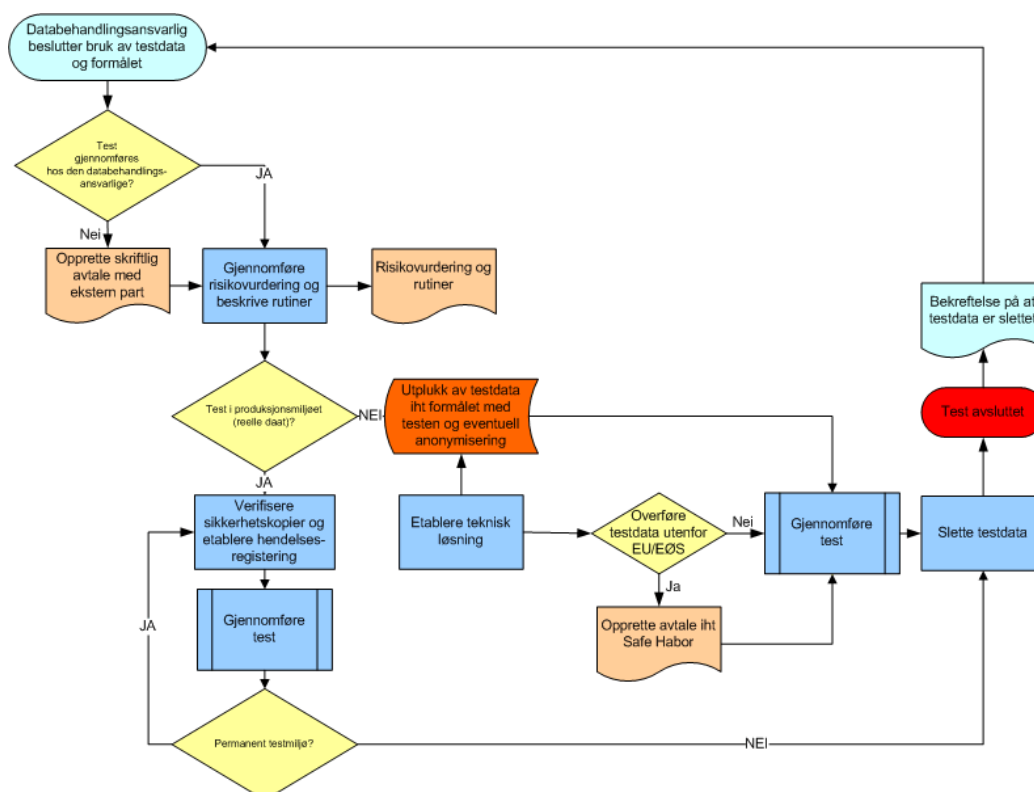 Databehandlingsansvarlig
beslutter bruk av testdata
og formålet
Test
gjennomføres
hos den databehandlings-
ansvarlige?
JA
Nei
Opprette skriftlig
avtale med
ekstern part
Gjennomføre
risikovurdering og
beskrive rutiner
Risikovurdering og
rutiner
Bekreftelse på at
testdata er slettet
Test i produksjonsmiljøet
(reelle daat)?
NEI
Utplukk av testdata
iht formålet med
testen og eventuell
anonymisering
Test avsluttet
JA
Verifisere
sikkerhetskopier og
etablere hendelses-
registering
Etablere teknisk
løsning
Overføre
testdata utenfor
EU/EØS
Nei
Gjennomføre
test
Slette testdata
Ja
Opprette avtale iht
Safe Habor
Gjennomføre
test
JA
Permanent testmiljø?
NEI